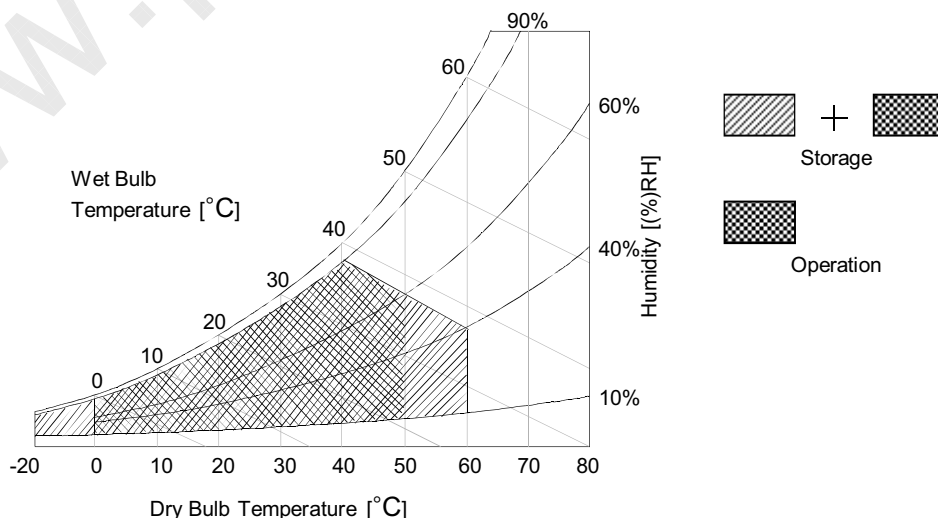 90%
60
60%
50
Wet Bulb
Temperature [°C]
Storage
40
40%
Humidity [(%)RH]
30
Operation
20
10
0
10%
-20 0 10 20 30 40 50 60 70 80
Dry Bulb Temperature [°C]